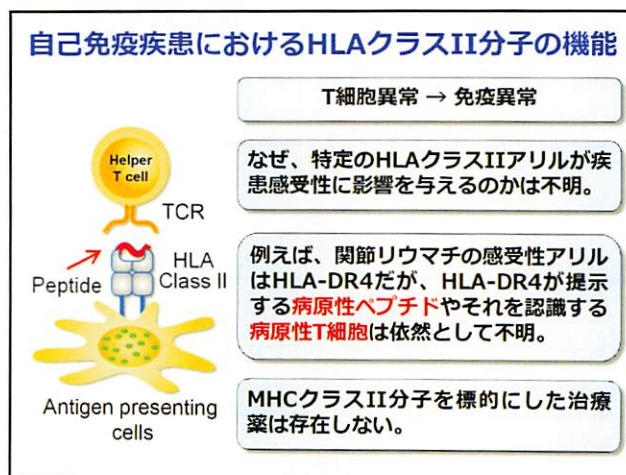 自己免疫疾患におけるHLAクラスII分子の機能
T細胞異常 → 免疫異常
Helper
T cell
TCR
Peptide
HLA
Class II
Antigen presenting
cells
なぜ、特定のHLAクラスIIアリルが疾
患感受性に影響を与えるのかは不明。
例えば、関節リウマチの感受性アリル
はHLA-DR4だが、HLA-DR4が提示
する病原性ペプチドやそれを認識する
病原性T細胞は依然として不明。
MHCクラスII分子を標的にした治療
薬は存在しない。